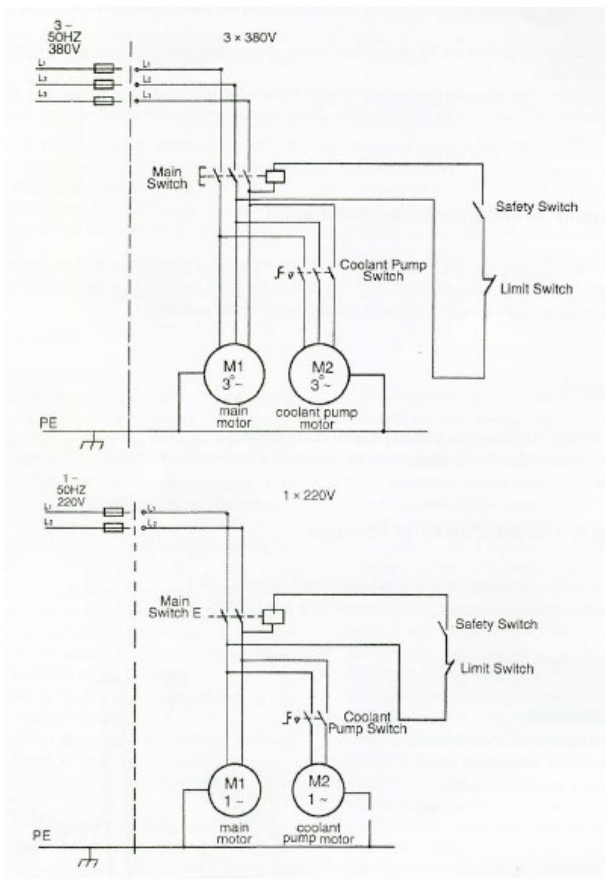 3 ~
50HZ
380V
3 × 380V
L₁
L₁
L₂
L₂
L₃
L₃
Main
Switch
Safety Switch
Coolant Pump
Switch
Limit Switch
M1
3 ~
M2
3 ~
main
motor
coolant pump
motor
PE
1 ~
50HZ
220V
1 × 220V
L₁
L₁
L₂
L₂
Main
Switch E
Safety Switch
Limit Switch
Coolant
Pump Switch
M1
1 ~
M2
1 ~
main
motor
coolant
pump motor
PE